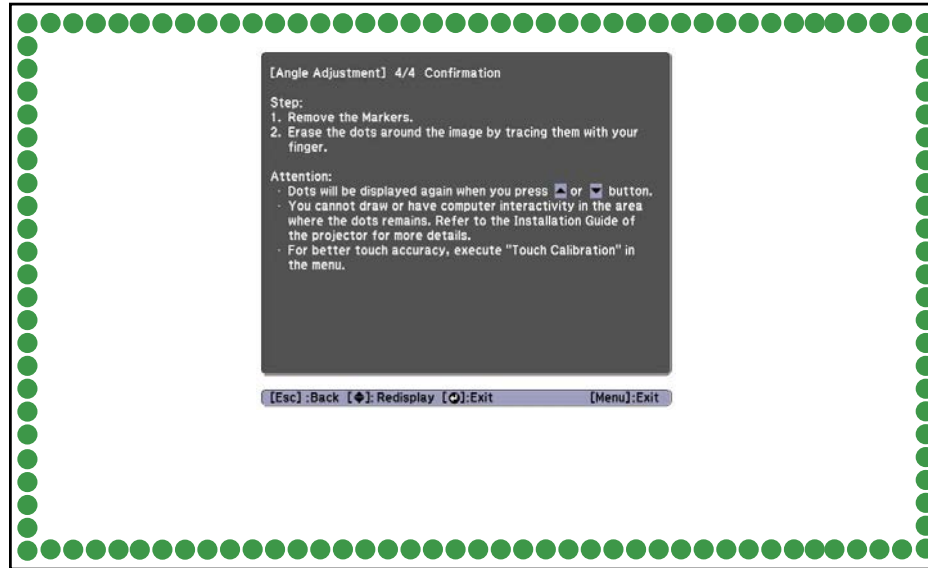 [Angle Adjustment] 4/4 Confirmation
Step:
1. Remove the Markers.
2. Erase the dots around the image by tracing them with your
finger.
Attention:
· Dots will be displayed again when you press ▲ or ▼ button.
· You cannot draw or have computer interactivity in the area
where the dots remains. Refer to the Installation Guide of
the projector for more details.
· For better touch accuracy, execute "Touch Calibration" in
the menu.
[Esc] :Back [◆]: Redisplay [⏎]:Exit [Menu]:Exit